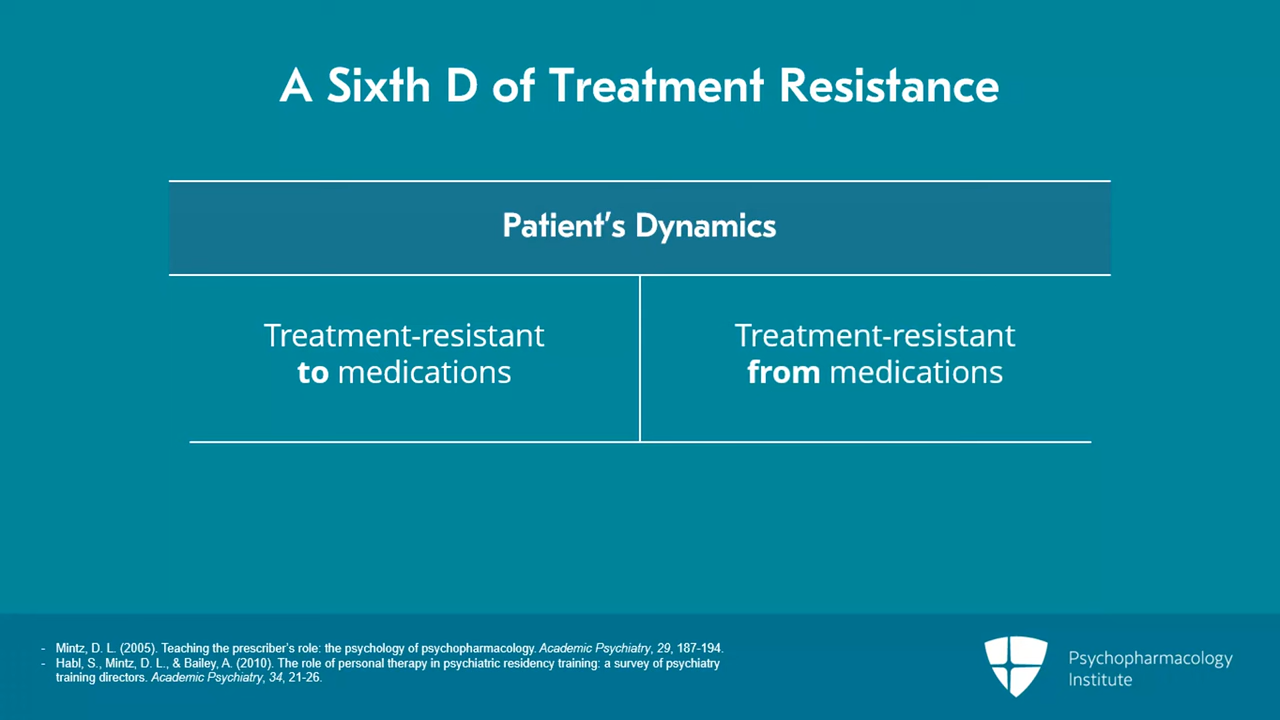 A Sixth D of Treatment Resistance
Patient’s Dynamics
Treatment-resistant
to medications
Treatment-resistant
from medications
- Mintz, D. L. (2005). Teaching the prescriber’s role: the psychology of psychopharmacology. Academic Psychiatry, 29, 187-194.
- Habl, S., Mintz, D. L., & Bailey, A. (2010). The role of personal therapy in psychiatric residency training: a survey of psychiatry
training directors. Academic Psychiatry, 34, 21-26.
Psychopharmacology
Institute